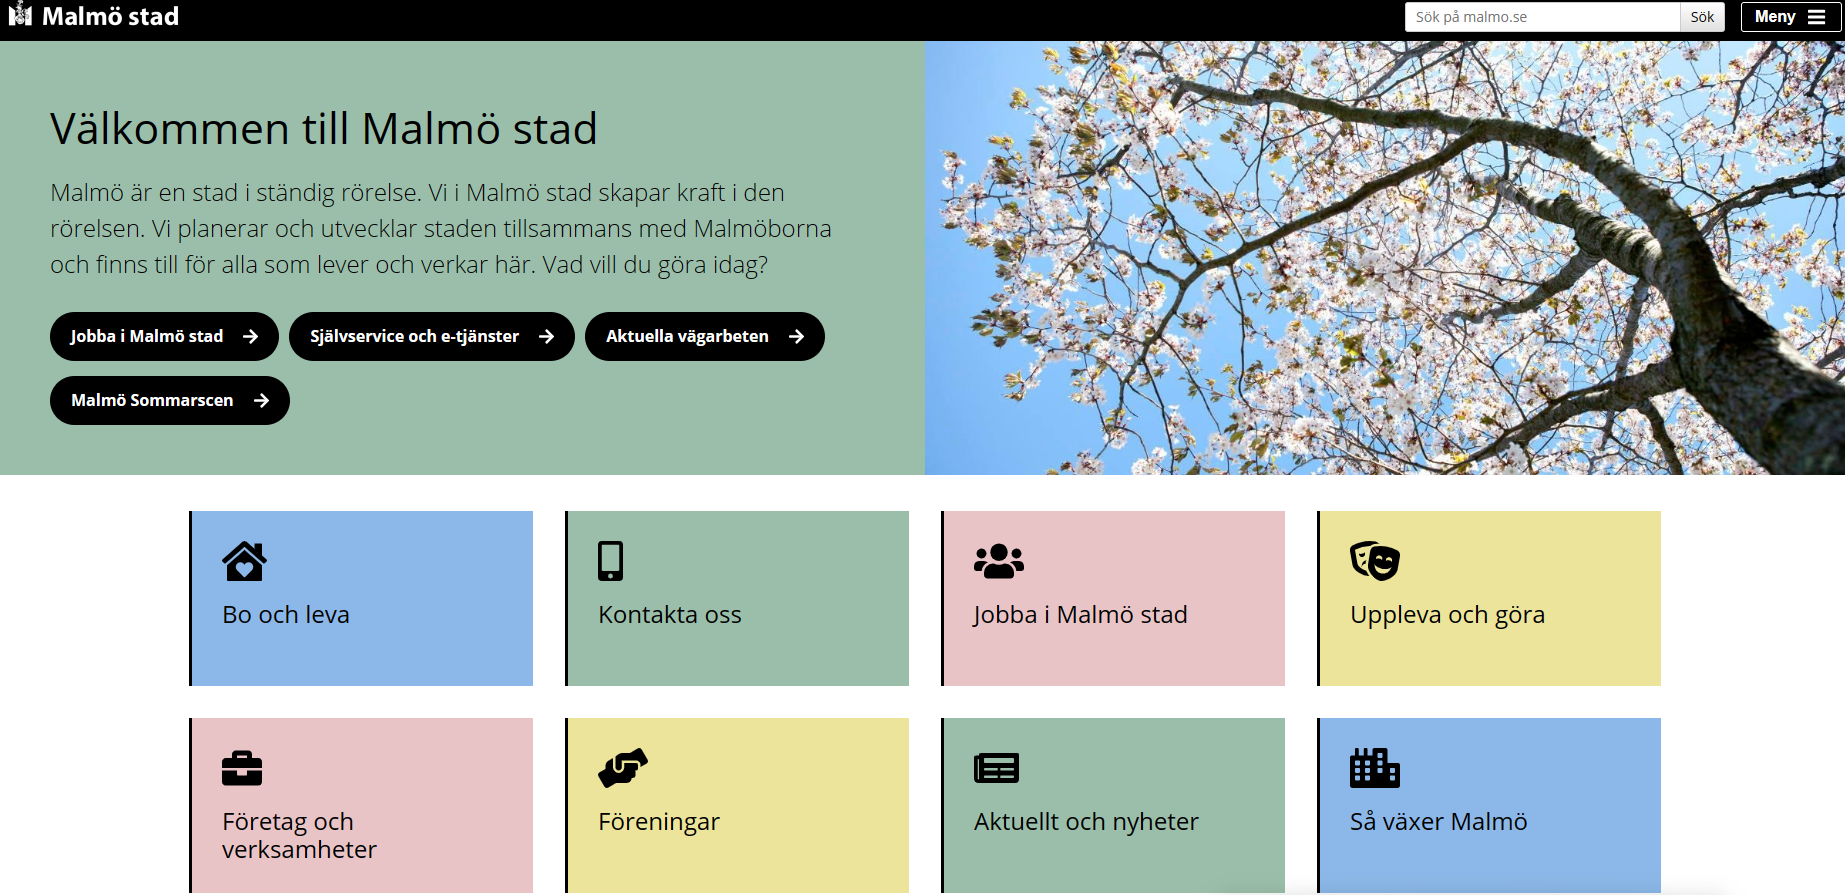 Malmö stad
Sök på malmo.se
Sök
Meny
Välkommen till Malmö stad
Malmö är en stad i ständig rörelse. Vi i Malmö stad skapar kraft i den
rörelsen. Vi planerar och utvecklar staden tillsammans med Malmöborna
och finns till för alla som lever och verkar här. Vad vill du göra idag?
Jobba i Malmö stad
Självservice och e-tjänster
Aktuella vägarbeten
Malmö Sommarscen
Bo och leva
Kontakta oss
Jobba i Malmö stad
Uppleva och göra
Företag och
verksamheter
Föreningar
Aktuellt och nyheter
Så växer Malmö